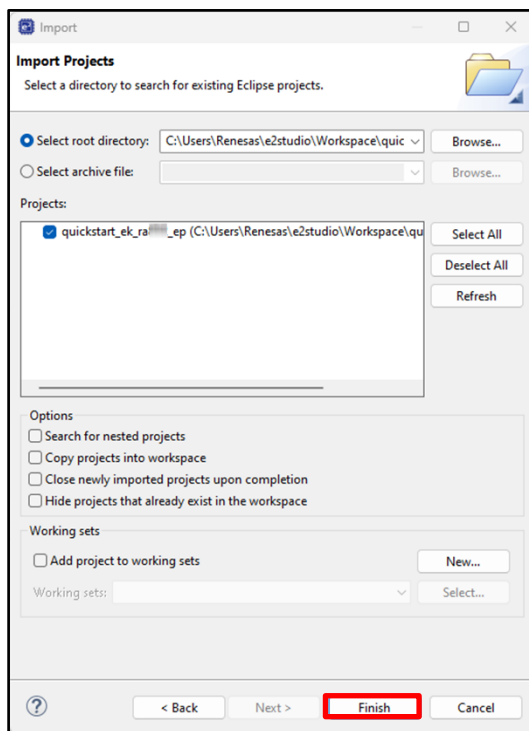 Import
Import Projects
Select a directory to search for existing Eclipse projects.
Select root directory: C:\Users\Renesas\e2studio\Workspace\quic Browse...
Select archive file: Browse...
Projects:
quickstart_ek_ra _ep (C:\Users\Renesas\e2studio\Workspace\qu
Select All
Deselect All
Refresh
Options
Search for nested projects
Copy projects into workspace
Close newly imported projects upon completion
Hide projects that already exist in the workspace
Working sets
Add project to working sets New...
Working sets: Select...
? < Back Next > Finish Cancel